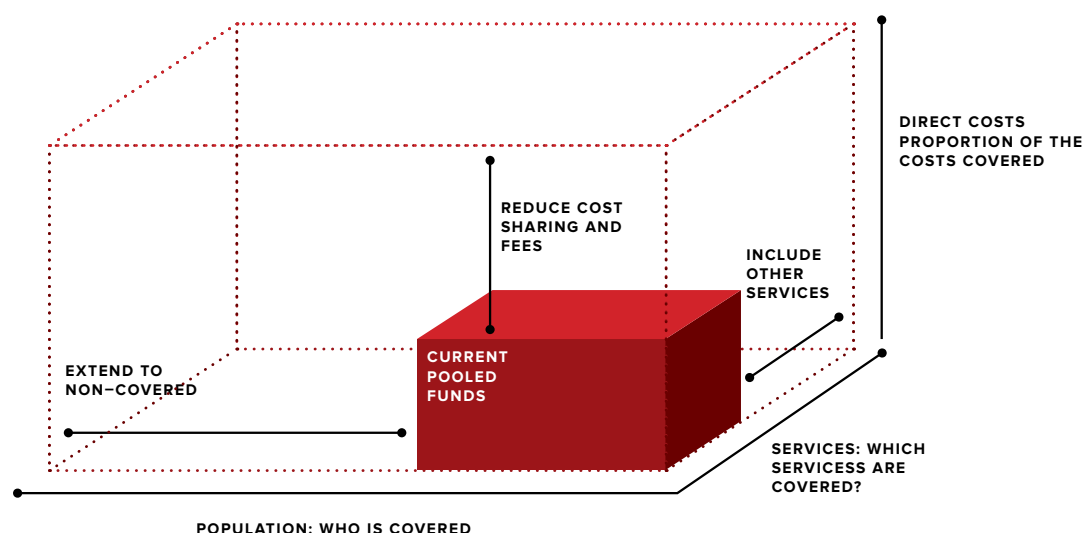 DIRECT COSTS
PROPORTION OF THE
COSTS COVERED
REDUCE COST
SHARING AND
FEES
INCLUDE
OTHER
SERVICES
CURRENT
POOLED
FUNDS
EXTEND TO
NON–COVERED
SERVICES: WHICH
SERVICESS ARE
COVERED?
POPULATION: WHO IS COVERED